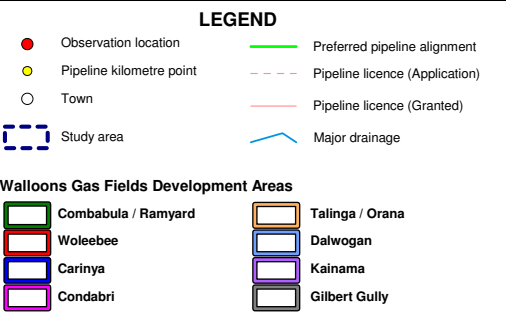 LEGEND
Observation location
Preferred pipeline alignment
Pipeline kilometre point
Pipeline licence (Application)
Town
Pipeline licence (Granted)
Study area
Major drainage
Walloons Gas Fields Development Areas
Combabula / Ramyard
Talinga / Orana
Woleebee
Dalwogan
Carinya
Kainama
Condabri
Gilbert Gully